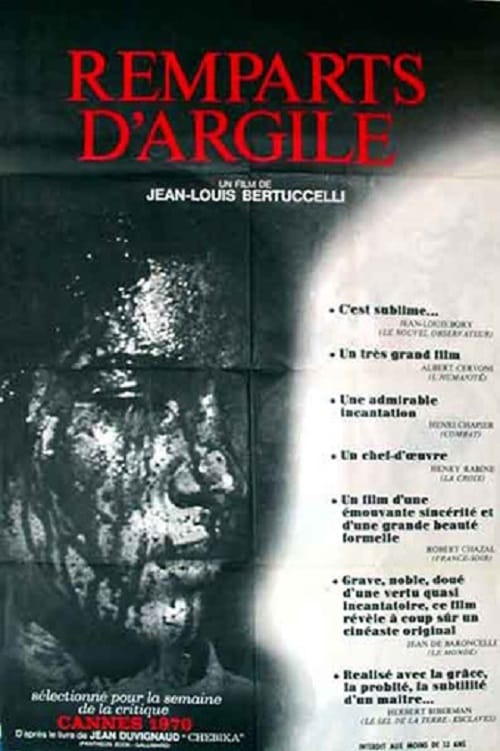 REMPARTS
D'ARGILE
UN FILM DE
JEAN-LOUIS BERTUCCELLI
• C'est sublime...
JEAN-LOUIS BORY
(LE NOUVEL OBSERVATEUR)
• Un très grand film
ALBERT CERVONI
(L'HUMANITÉ)
• Une admirable
incantation
HENRI CHAPIER
(COMBAT)
• Un chef-d'œuvre
HENRY RABINE
(LA CROIX)
• Un film d'une
émouvante sincérité et
d'une grande beauté
formelle
ROBERT CHAZAL
(FRANCE-SOIR)
• Grave, noble, doué
d'une vertu quasi
incantatoire, ce film
révèle à coup sûr un
cinéaste original
JEAN DE BARONCELLI
(LE MONDE)
• Realisé avec la grâce,
la probité, la subtilité
d'un maître...
HERBERT BIBERMAN
(LE SEL DE LA TERRE-ESCLAVES)
sélectionné pour la semaine
de la critique
CANNES 1970
D'après le livre de JEAN DUVIGNAUD "CHEBIKA"
(PANTHEON BOOK - GALLIMARD)
INTERDIT AUX MOINS DE 13 ANS